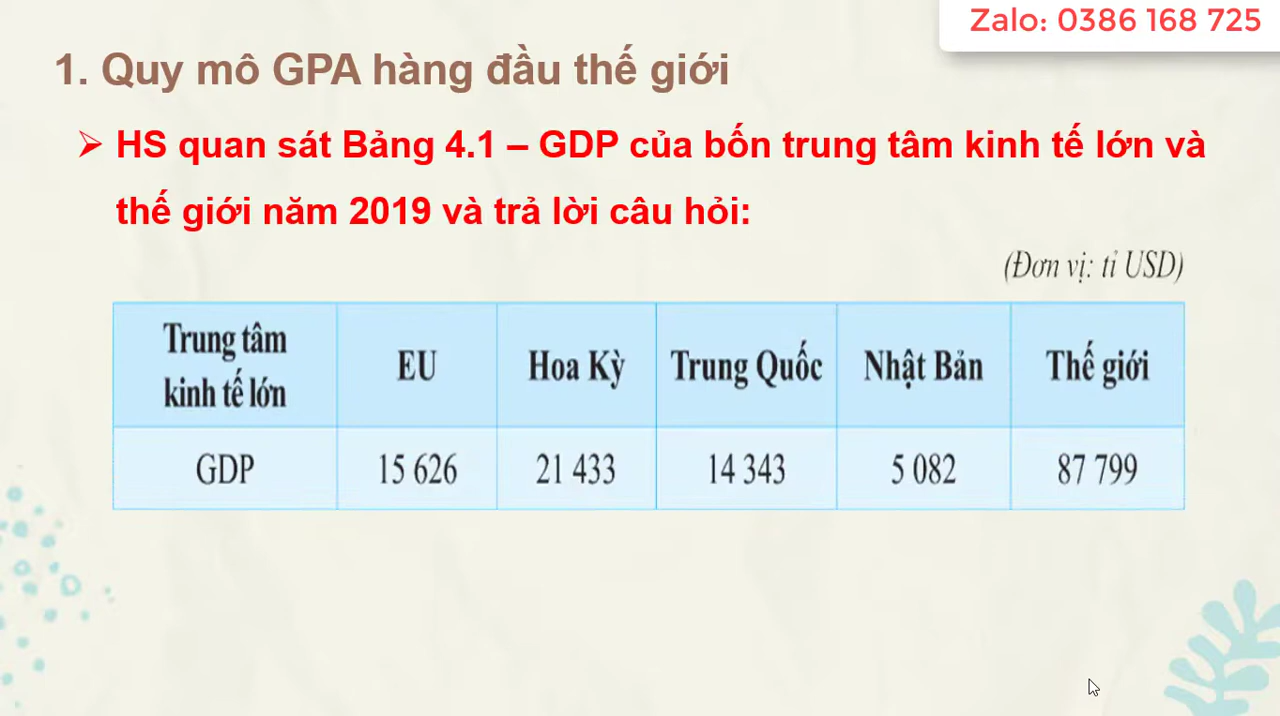 Zalo: 0386 168 725
1. Quy mô GPA hàng đầu thế giới
➢ HS quan sát Bảng 4.1 – GDP của bốn trung tâm kinh tế lớn và
thế giới năm 2019 và trả lời câu hỏi:
(Đơn vị: tỉ USD)
Trung tâm
kinh tế lớn
EU
Hoa Kỳ
Trung Quốc
Nhật Bản
Thế giới
GDP
15 626
21 433
14 343
5 082
87 799